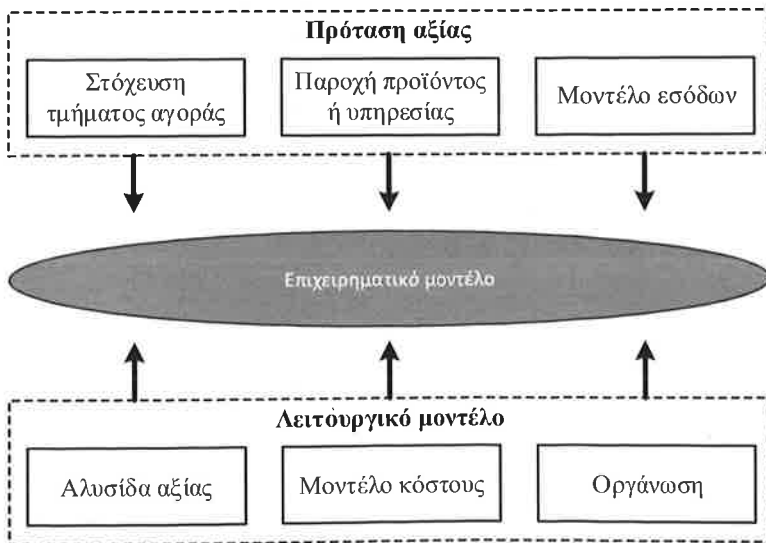 Πρόταση αξίας
Στόχευση
τμήματος αγοράς
Παροχή προϊόντος
ή υπηρεσίας
Μοντέλο εσόδων
Επιχειρηματικό μοντέλο
Λειτουργικό μοντέλο
Αλυσίδα αξίας
Μοντέλο κόστους
Οργάνωση